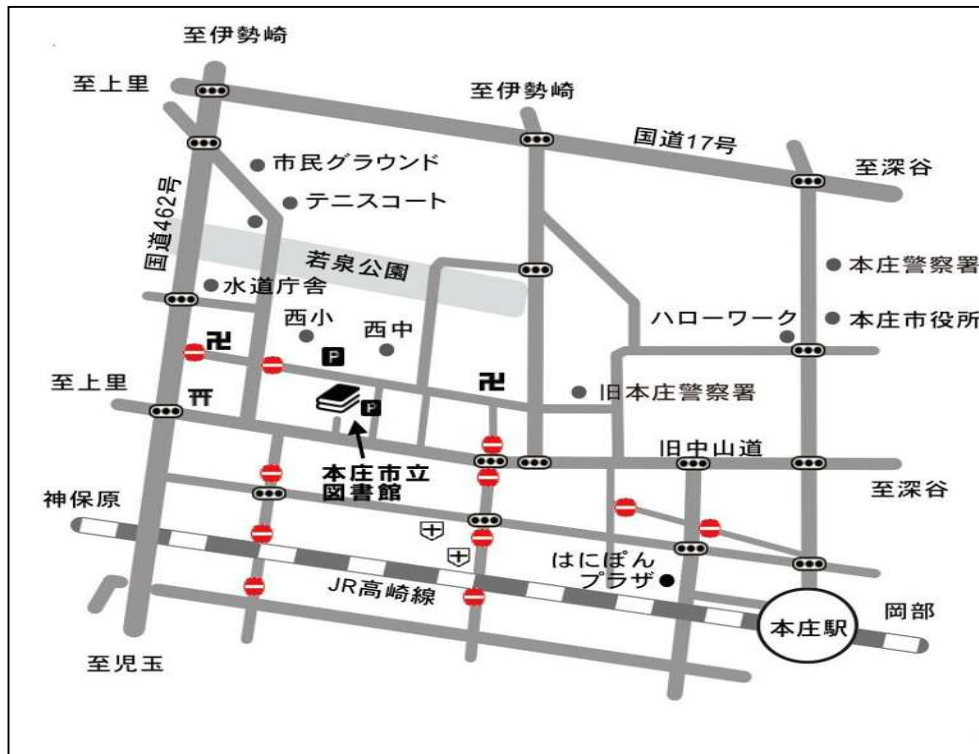 至伊勢崎
至上里
至伊勢崎
国道17号
至深谷
市民グラウンド
テニスコート
国道462号
若泉公園
本庄警察署
水道庁舎
西小
西中
ハローワーク
本庄市役所
P
至上里
P
旧本庄警察署
本庄市立
図書館
旧中山道
至深谷
神保原
はにぽん
プラザ
JR高崎線
本庄駅
岡部
至児玉